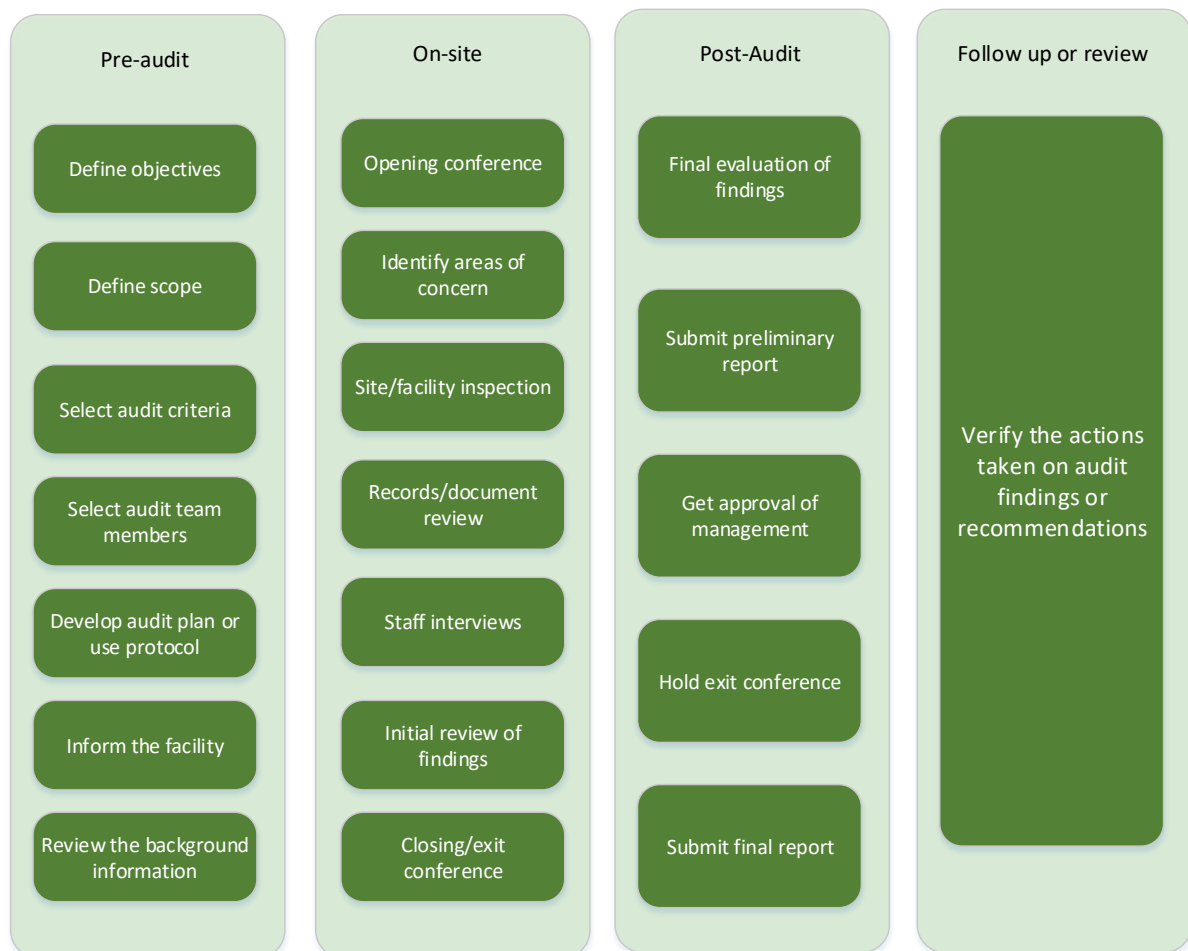 Pre-audit
Define objectives
Define scope
Select audit criteria
Select audit team
members
Develop audit plan or
use protocol
Inform the facility
Review the background
information
On-site
Opening conference
Identify areas of
concern
Site/facility inspection
Records/document
review
Staff interviews
Initial review of
findings
Closing/exit
conference
Post-Audit
Final evaluation of
findings
Submit preliminary
report
Get approval of
management
Hold exit conference
Submit final report
Follow up or review
Verify the actions
taken on audit
findings or
recommendations